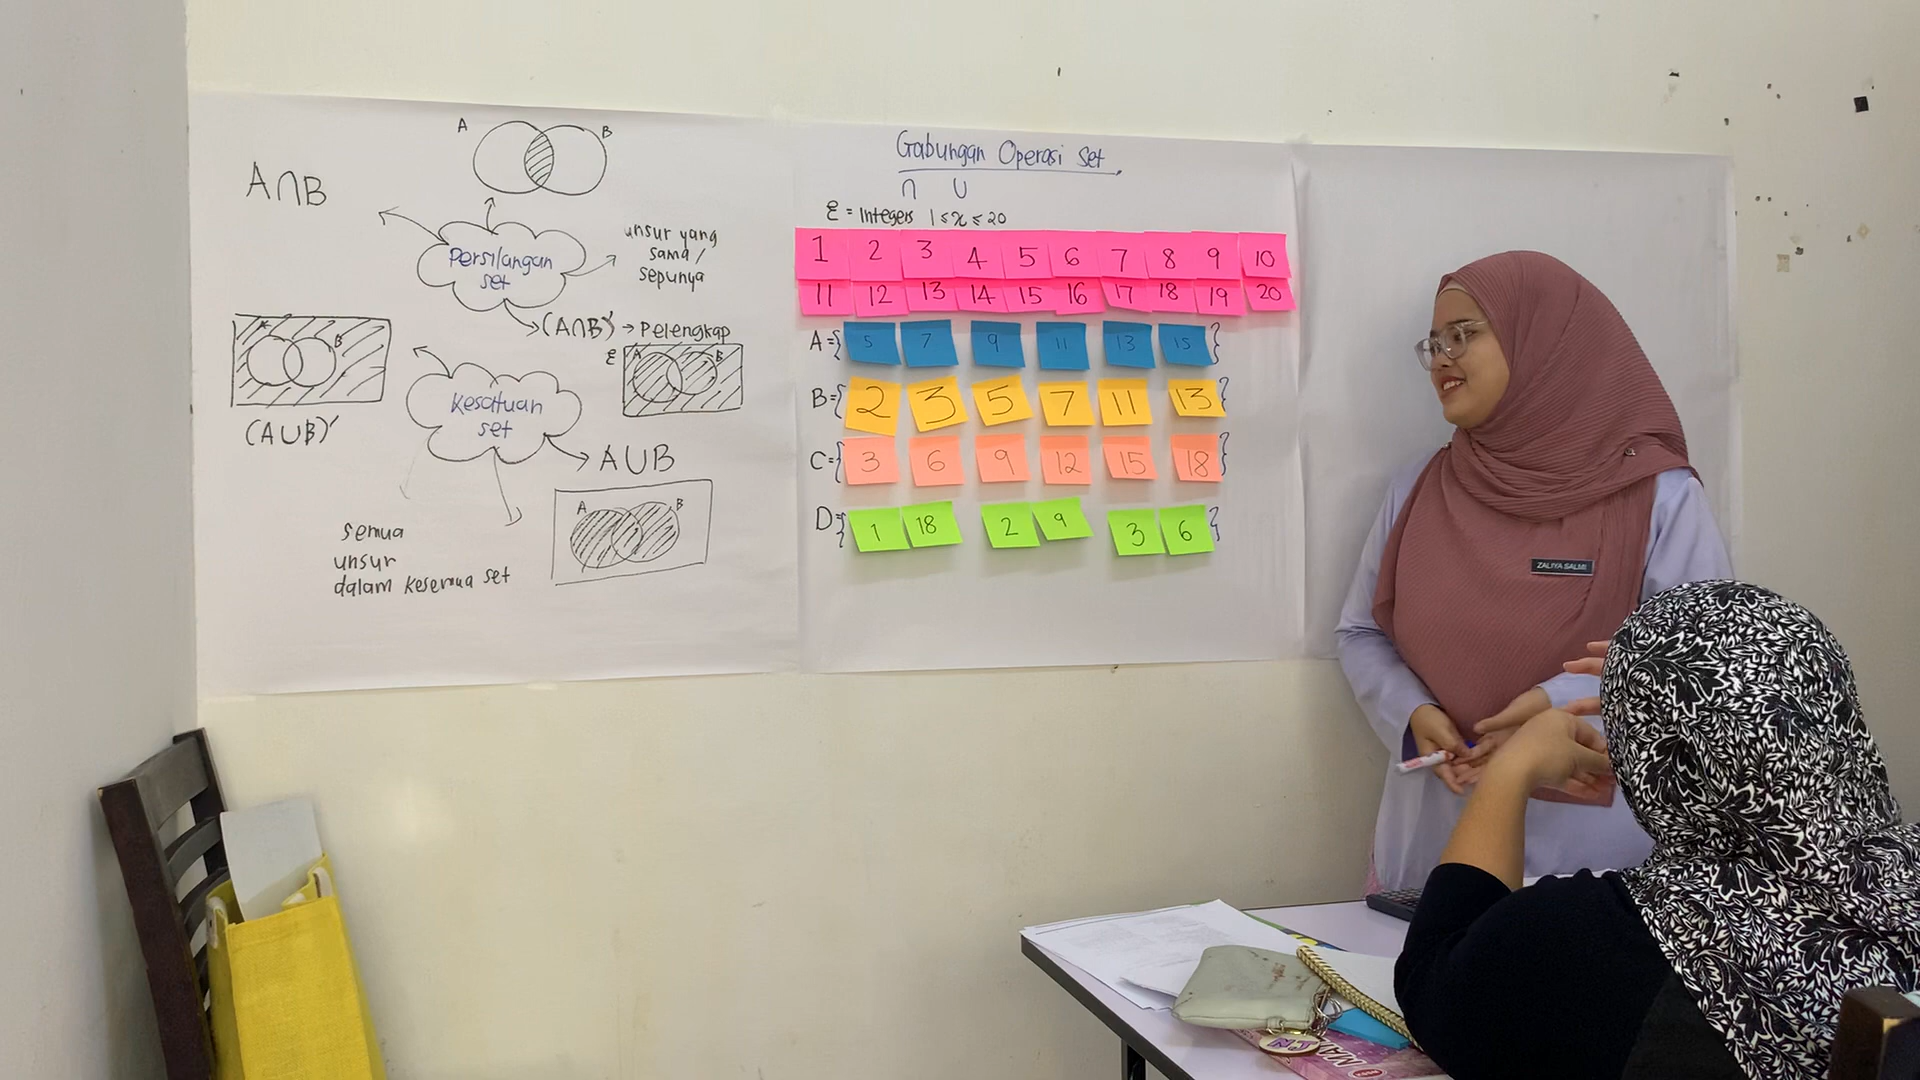 A B
A∩B
Persilangan
set
unsur yang
sama /
sepunya
(A∩B)' → Pelengkap
ξ A B
B
(A∪B)'
Kesatuan
set
A∪B
A B
semua
unsur
dalam kesemua set
Gabungan Operasi Set
∩ ∪
ξ = Integers 1 ≤ x ≤ 20
1 2 3 4 5 6 7 8 9 10
11 12 13 14 15 16 17 18 19 20
A={ 5 7 9 11 13 15 }
B={ 2 3 5 7 11 13 }
C={ 3 6 9 12 15 18 }
D={ 1 18 2 9 3 6 }
ZALIYA SALMI